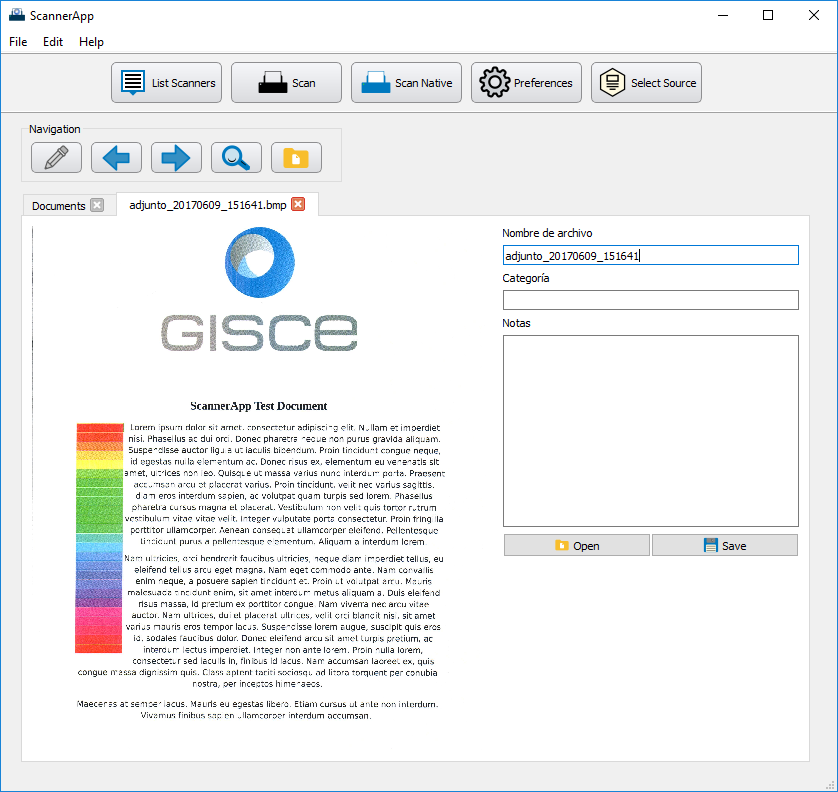 ScannerApp
File Edit Help
List Scanners Scan Scan Native Preferences Select Source
Navigation
Documents adjunto_20170609_151641.bmp
GISCE
ScannerApp Test Document
Lorem ipsum dolor sit amet, consectetur adipiscing elit. Nullam et imperdiet
nisi. Phasellus ac dui orci. Donec pharetra neque non purus gravida aliquam.
Suspendisse auctor ligula ut iaculis bibendum. Proin tincidunt congue neque,
id egestas nulla elementum ac. Donec risus ex, elementum eu venenatis sit
amet, ultrices non leo. Quisque ut massa varius nunc interdum porta. Praesent
accumsan arcu et placerat varius. Proin tincidunt, velit nec varius sagittis,
diam eros interdum sapien, ac volutpat quam turpis sed lorem. Phasellus
pharetra cursus magna et placerat. Vestibulum non velit quis tortor rutrum
vestibulum vitae vitae velit. Integer vulputate porta consectetur. Proin fringilla
porttitor ullamcorper. Aenean consequat ullamcorper eleifend. Pellentesque
tincidunt purus a pellentesque elementum. Aliquam a interdum lorem.
Nam ultricies, orci hendrerit faucibus ultricies, neque diam imperdiet tellus, eu
eleifend tellus arcu eget magna. Nam eget commodo ante. Nam convallis
enim neque, a posuere sapien tincidunt et. Proin ut volutpat arcu. Mauris
malesuada tincidunt enim, sit amet interdum metus aliquam a. Duis eleifend
risus massa, id pretium ex porttitor congue. Nam viverra nec arcu vitae
auctor. Nam ultrices, dui et placerat ultrices, velit orci blandit nisi, sit amet
varius mauris eros tempor lacus. Suspendisse lorem augue, suscipit quis eros
id, sodales faucibus dolor. Donec eleifend arcu sit amet turpis pretium, ac
interdum lectus imperdiet. Integer non ante lorem. Proin nulla lorem,
consectetur sed iaculis in, finibus id lacus. Nam accumsan laoreet ex, quis
congue massa dignissim quis. Class aptent taciti sociosqu ad litora torquent per conubia
nostra, per inceptos himenaeos.
Maecenas at semper lacus. Mauris eu egestas libero. Etiam cursus ut ante non interdum.
Vivamus finibus sapien ullamcorper interdum accumsan.
Nombre de archivo
adjunto_20170609_151641
Categoría
Notas
Open Save